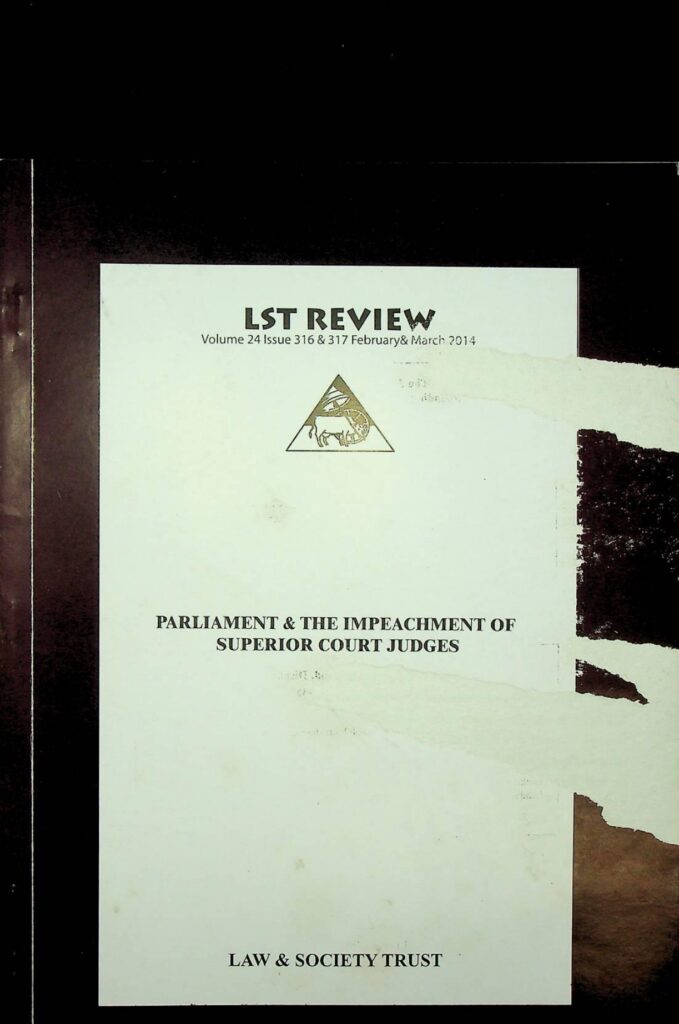 LST REVIEW
Volume 24 Issue 316 & 317 February& March 2014
PARLIAMENT & THE IMPEACHMENT OF
SUPERIOR COURT JUDGES
LAW & SOCIETY TRUST